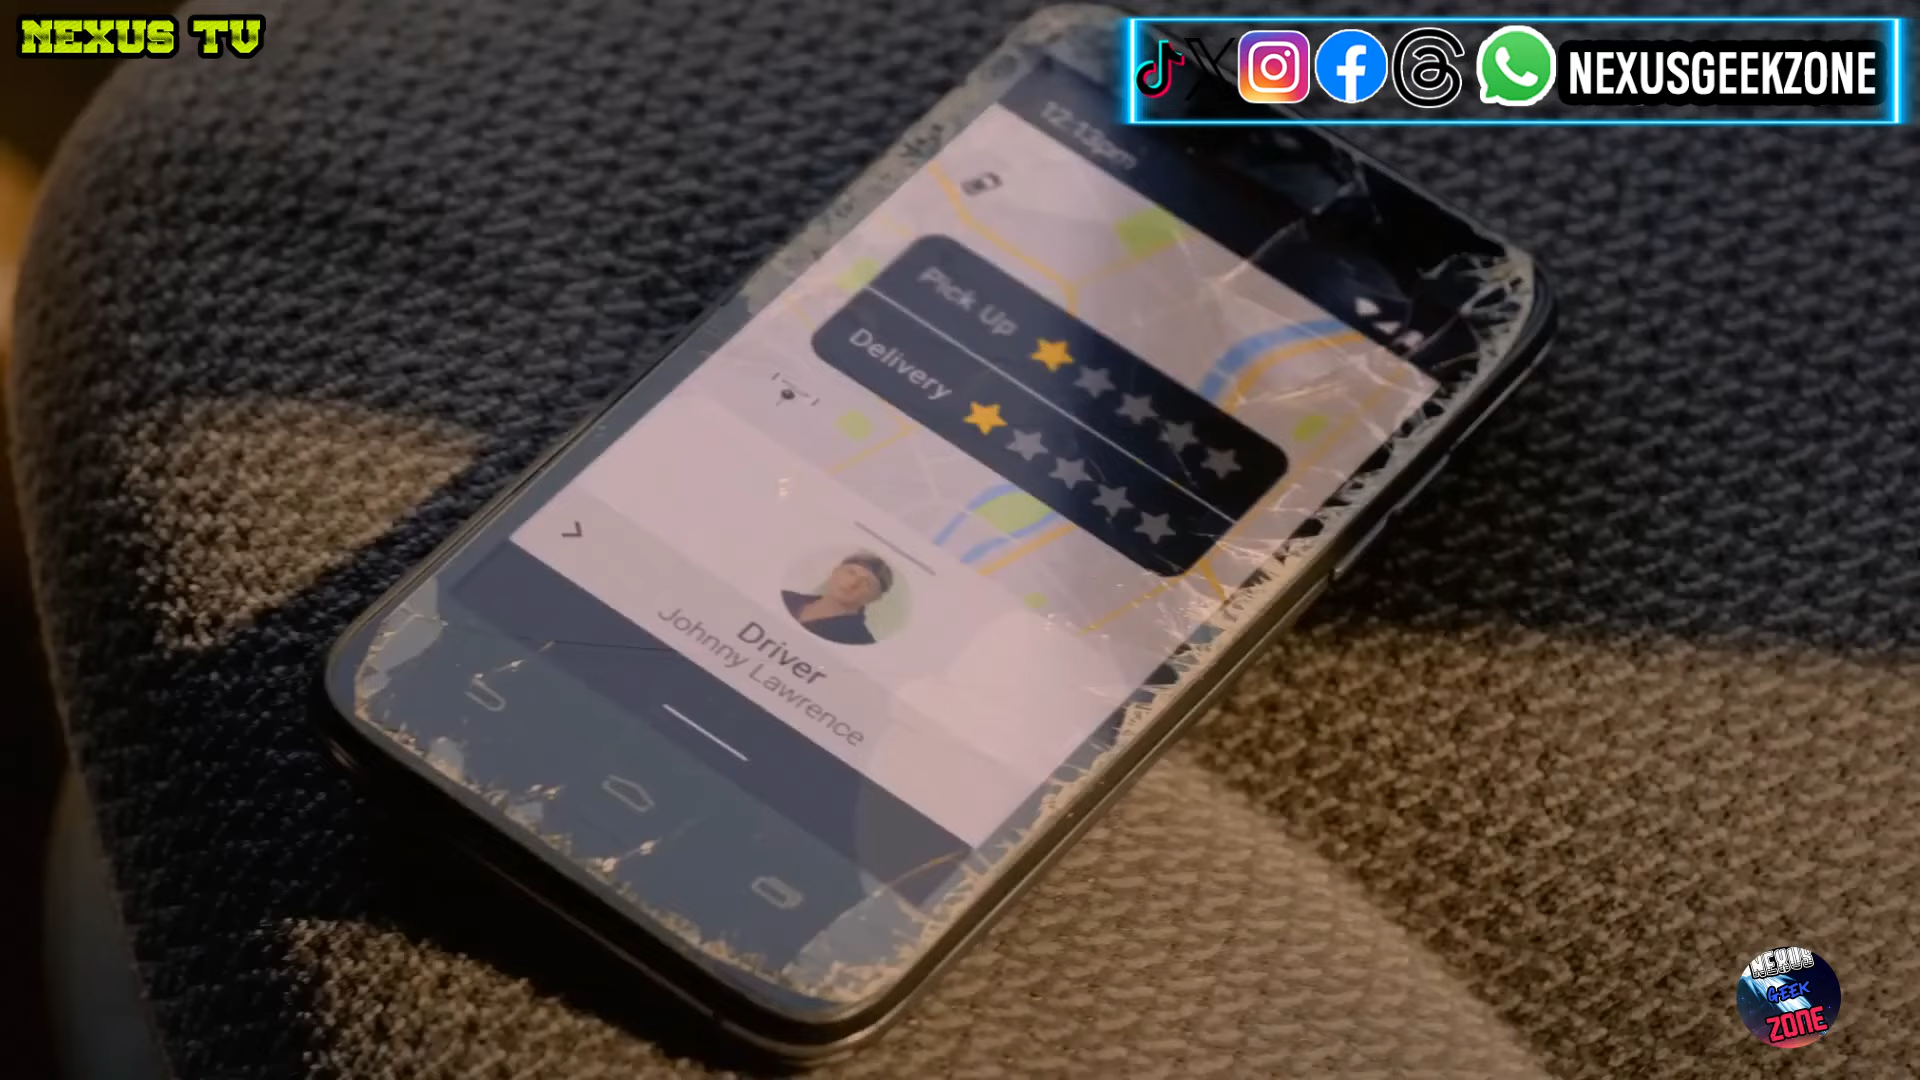 NEXUS TV
NEXUSGEEKZONE
12:13pm
Pick Up
Delivery
Driver
Johnny Lawrence
NEXUS
GEEK
ZONE